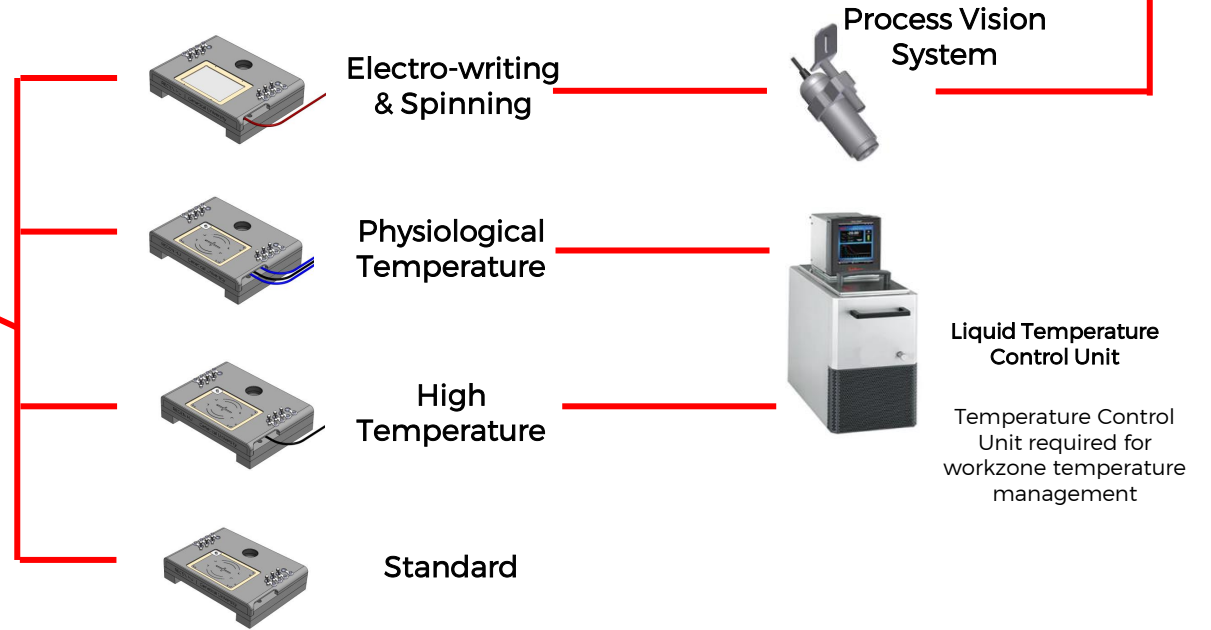 Process Vision
System
Electro-writing
& Spinning
Physiological
Temperature
Liquid Temperature
Control Unit
High
Temperature
Temperature Control
Unit required for
workzone temperature
management
Standard